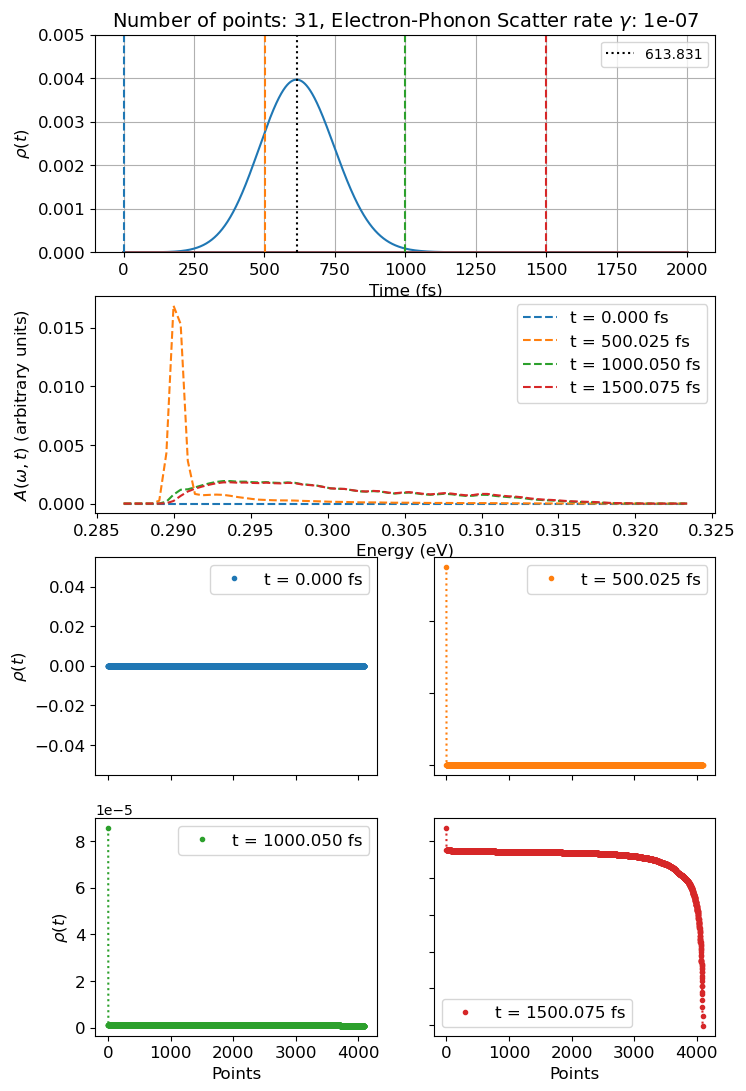 Number of points: 31, Electron-Phonon Scatter rate γ: 1e-07
0.005
0.004
0.003
0.002
0.001
0.000
ρ(t)
613.831
0 250 500 750 1000 1250 1500 1750 2000
Time (fs)
0.015
0.010
0.005
0.000
A(ω, t) (arbitrary units)
t = 0.000 fs
t = 500.025 fs
t = 1000.050 fs
t = 1500.075 fs
0.285 0.290 0.295 0.300 0.305 0.310 0.315 0.320 0.325
Energy (eV)
0.04
0.02
0.00
−0.02
−0.04
ρ(t)
t = 0.000 fs
t = 500.025 fs
1e−5
8
6
4
2
0
ρ(t)
t = 1000.050 fs
0 1000 2000 3000 4000
Points
t = 1500.075 fs
0 1000 2000 3000 4000
Points